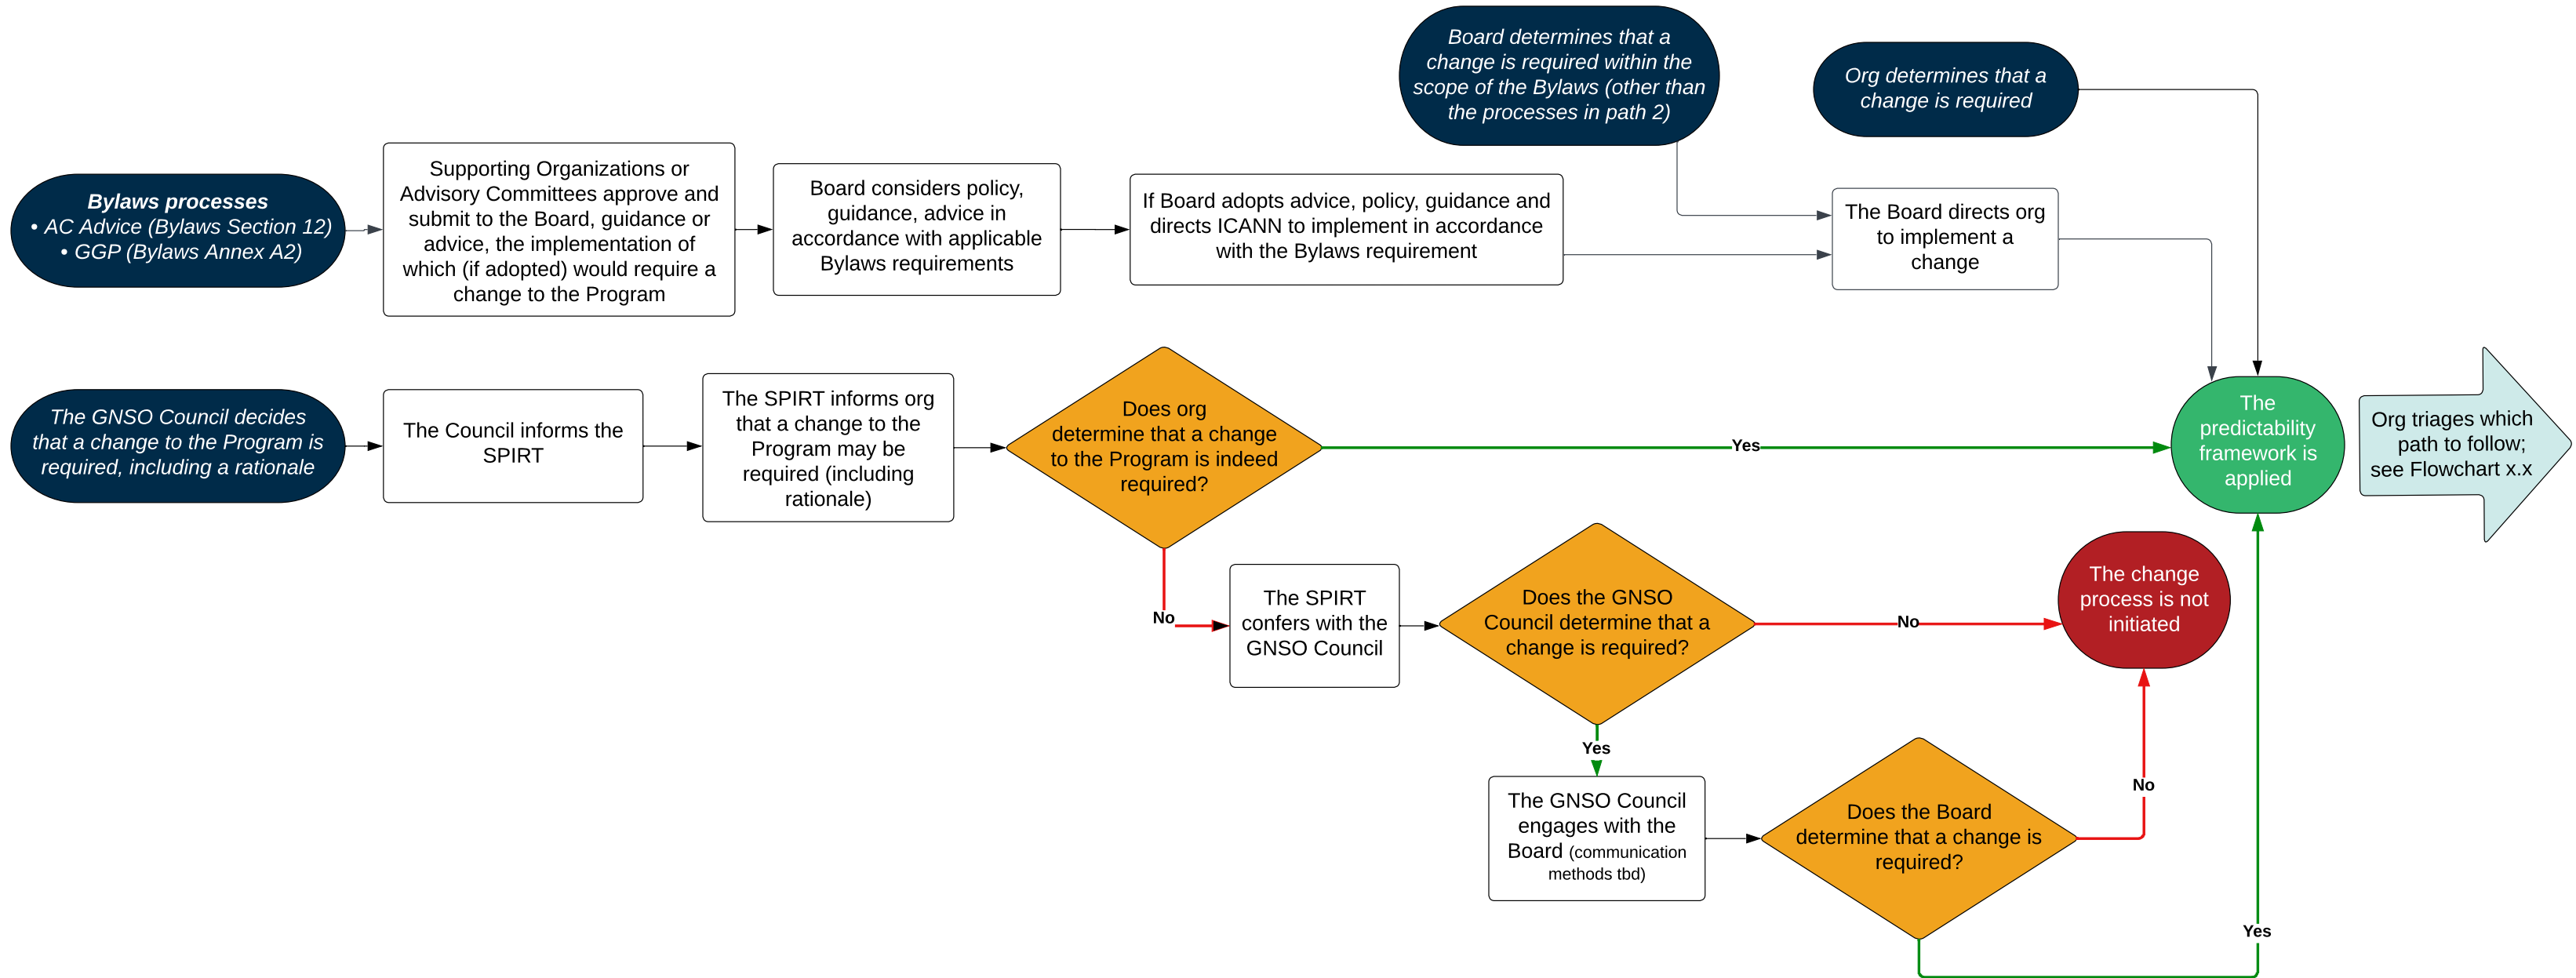 Board determines that a
change is required within the
scope of the Bylaws (other than
the processes in path 2)
Org determines that a
change is required
Bylaws processes
• AC Advice (Bylaws Section 12)
• GGP (Bylaws Annex A2)
Supporting Organizations or
Advisory Committees approve and
submit to the Board, guidance or
advice, the implementation of
which (if adopted) would require a
change to the Program
Board considers policy,
guidance, advice in
accordance with applicable
Bylaws requirements
If Board adopts advice, policy, guidance and
directs ICANN to implement in accordance
with the Bylaws requirement
The Board directs org
to implement a
change
The GNSO Council decides
that a change to the Program is
required, including a rationale
The Council informs the
SPIRT
The SPIRT informs org
that a change to the
Program may be
required (including
rationale)
Does org
determine that a change
to the Program is indeed
required?
Yes
The
predictability
framework is
applied
Org triages which
path to follow;
see Flowchart x.x
No
The SPIRT
confers with the
GNSO Council
Does the GNSO
Council determine that a
change is required?
No
The change
process is not
initiated
Yes
The GNSO Council
engages with the
Board (communication
methods tbd)
Does the Board
determine that a change is
required?
No
Yes